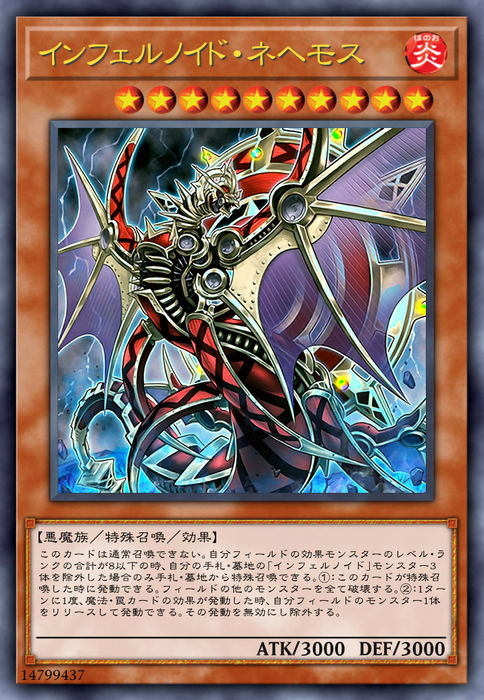 インフェルノイド・ネヘモス
ほのお
炎
【悪魔族／特殊召喚／効果】
このカードは通常召喚できない。自分フィールドの効果モンスターのレベル・ラ
ンクの合計が8以下の時、自分の手札・墓地の「インフェルノイド」モンスター3
体を除外した場合のみ手札・墓地から特殊召喚できる。①：このカードが特殊召
喚した時に発動できる。フィールドの他のモンスターを全て破壊する。②：1ター
ンに1度、魔法・罠カードの効果が発動した時、自分フィールドのモンスター1体
をリリースして発動できる。その発動を無効にし除外する。
ATK/3000 DEF/3000
14799437